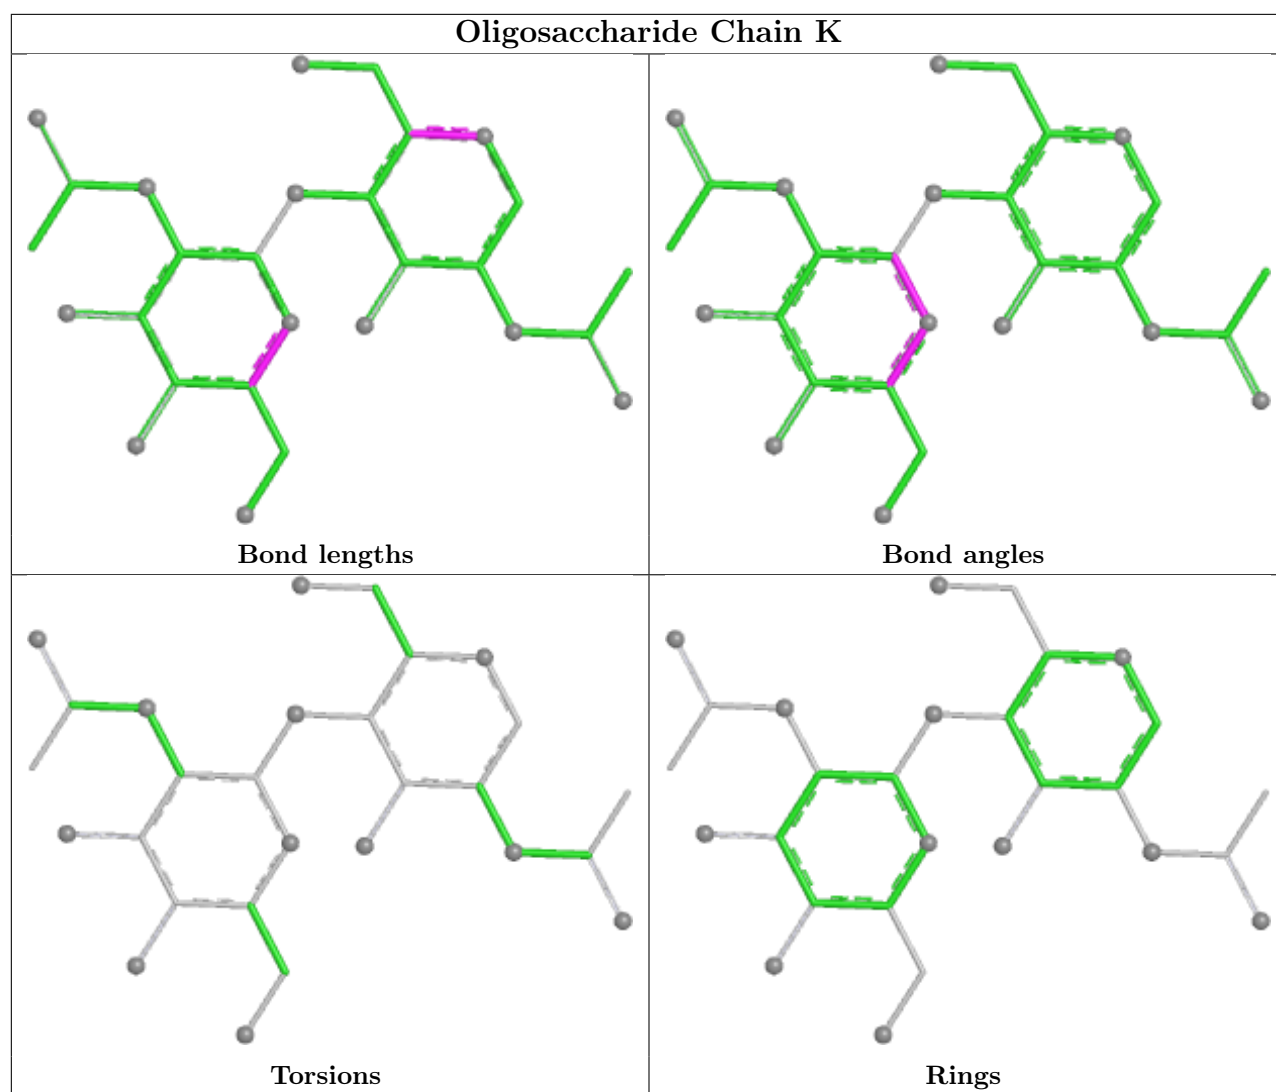 Oligosaccharide Chain K
Bond lengths
Bond angles
Torsions
Rings